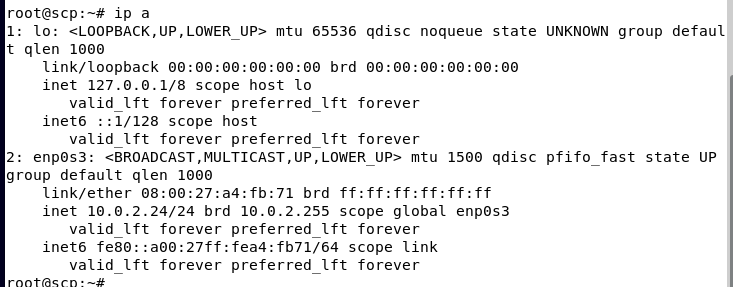 root@scp:~# ip a
1: lo: <LOOPBACK,UP,LOWER_UP> mtu 65536 qdisc noqueue state UNKNOWN group defaul
t qlen 1000
    link/loopback 00:00:00:00:00:00 brd 00:00:00:00:00:00
    inet 127.0.0.1/8 scope host lo
       valid_lft forever preferred_lft forever
    inet6 ::1/128 scope host
       valid_lft forever preferred_lft forever
2: enp0s3: <BROADCAST,MULTICAST,UP,LOWER_UP> mtu 1500 qdisc pfifo_fast state UP
group default qlen 1000
    link/ether 08:00:27:a4:fb:71 brd ff:ff:ff:ff:ff:ff
    inet 10.0.2.24/24 brd 10.0.2.255 scope global enp0s3
       valid_lft forever preferred_lft forever
    inet6 fe80::a00:27ff:fea4:fb71/64 scope link
       valid_lft forever preferred_lft forever
root@scp:~#